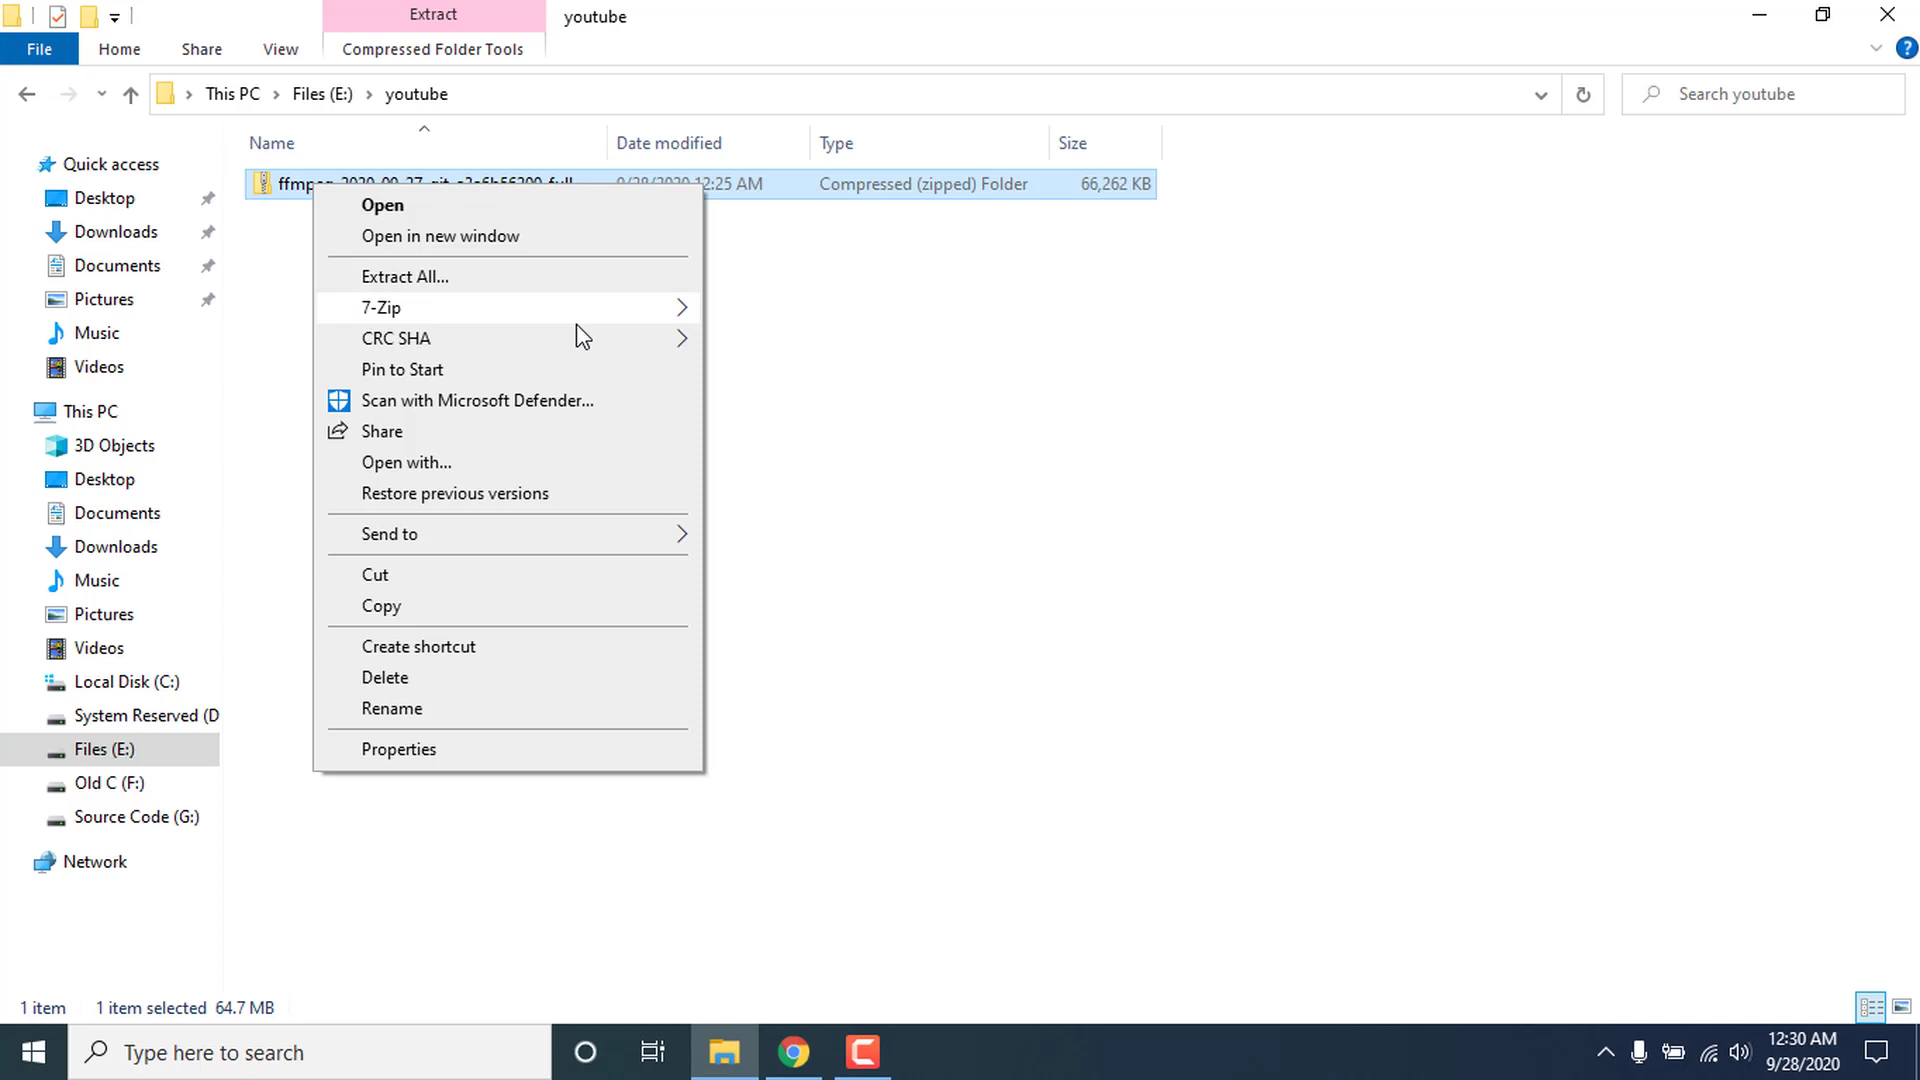 Extract
youtube
File
Home
Share
View
Compressed Folder Tools
This PC
Files (E:)
youtube
Search youtube
Name
Date modified
Type
Size
12:25 AM
Compressed (zipped) Folder
66,262 KB
Quick access
Desktop
Downloads
Documents
Pictures
Music
Videos
This PC
3D Objects
Desktop
Documents
Downloads
Music
Pictures
Videos
Local Disk (C:)
System Reserved (D
Files (E:)
Old C (F:)
Source Code (G:)
Network
Open
Open in new window
Extract All...
7-Zip
CRC SHA
Pin to Start
Scan with Microsoft Defender...
Share
Open with...
Restore previous versions
Send to
Cut
Copy
Create shortcut
Delete
Rename
Properties
1 item
1 item selected 64.7 MB
Type here to search
12:30 AM
9/28/2020